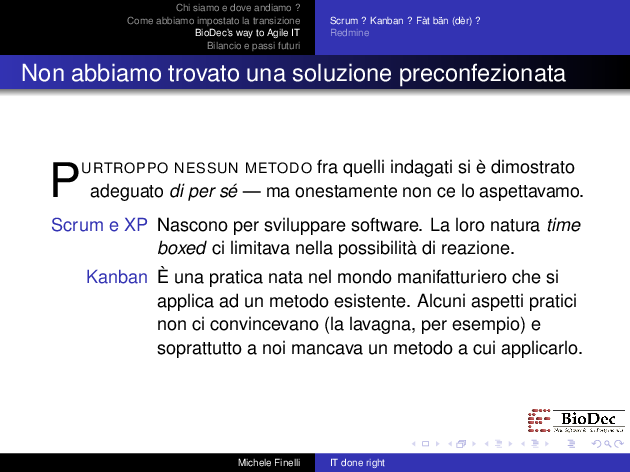 Chi siamo e dove andiamo ?
Come abbiamo impostato la transizione
BioDec's way to Agile IT
Bilancio e passi futuri
Scrum ? Kanban ? Fàt băn (dèr) ?
Redmine
Non abbiamo trovato una soluzione preconfezionata
PURTROPPO NESSUN METODO fra quelli indagati si è dimostrato
adeguato di per sé — ma onestamente non ce lo aspettavamo.
Scrum e XP Nascono per sviluppare software. La loro natura time
boxed ci limitava nella possibilità di reazione.
Kanban È una pratica nata nel mondo manifatturiero che si
applica ad un metodo esistente. Alcuni aspetti pratici
non ci convincevano (la lavagna, per esempio) e
soprattutto a noi mancava un metodo a cui applicarlo.
BioDec
Michele Finelli
IT done right